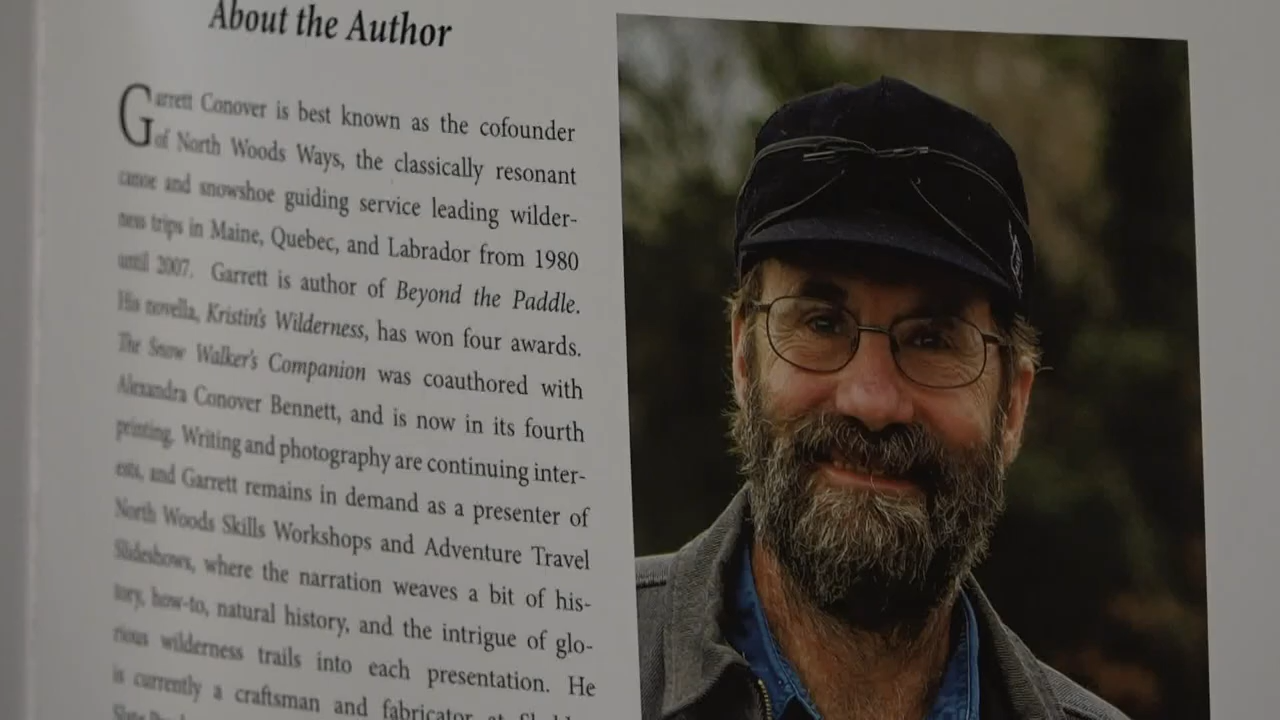 About the Author
Garrett Conover is best known as the cofounder
of North Woods Ways, the classically resonant
canoe and snowshoe guiding service leading wilder-
ness trips in Maine, Quebec, and Labrador from 1980
until 2007. Garrett is author of Beyond the Paddle.
His novella, Kristin's Wilderness, has won four awards.
The Snow Walker's Companion was coauthored with
Alexandra Conover Bennett, and is now in its fourth
printing. Writing and photography are continuing inter-
ests, and Garrett remains in demand as a presenter of
North Woods Skills Workshops and Adventure Travel
Slideshows, where the narration weaves a bit of his-
tory, how-to, natural history, and the intrigue of glo-
rious wilderness trails into each presentation. He
is currently a craftsman and fabricator at